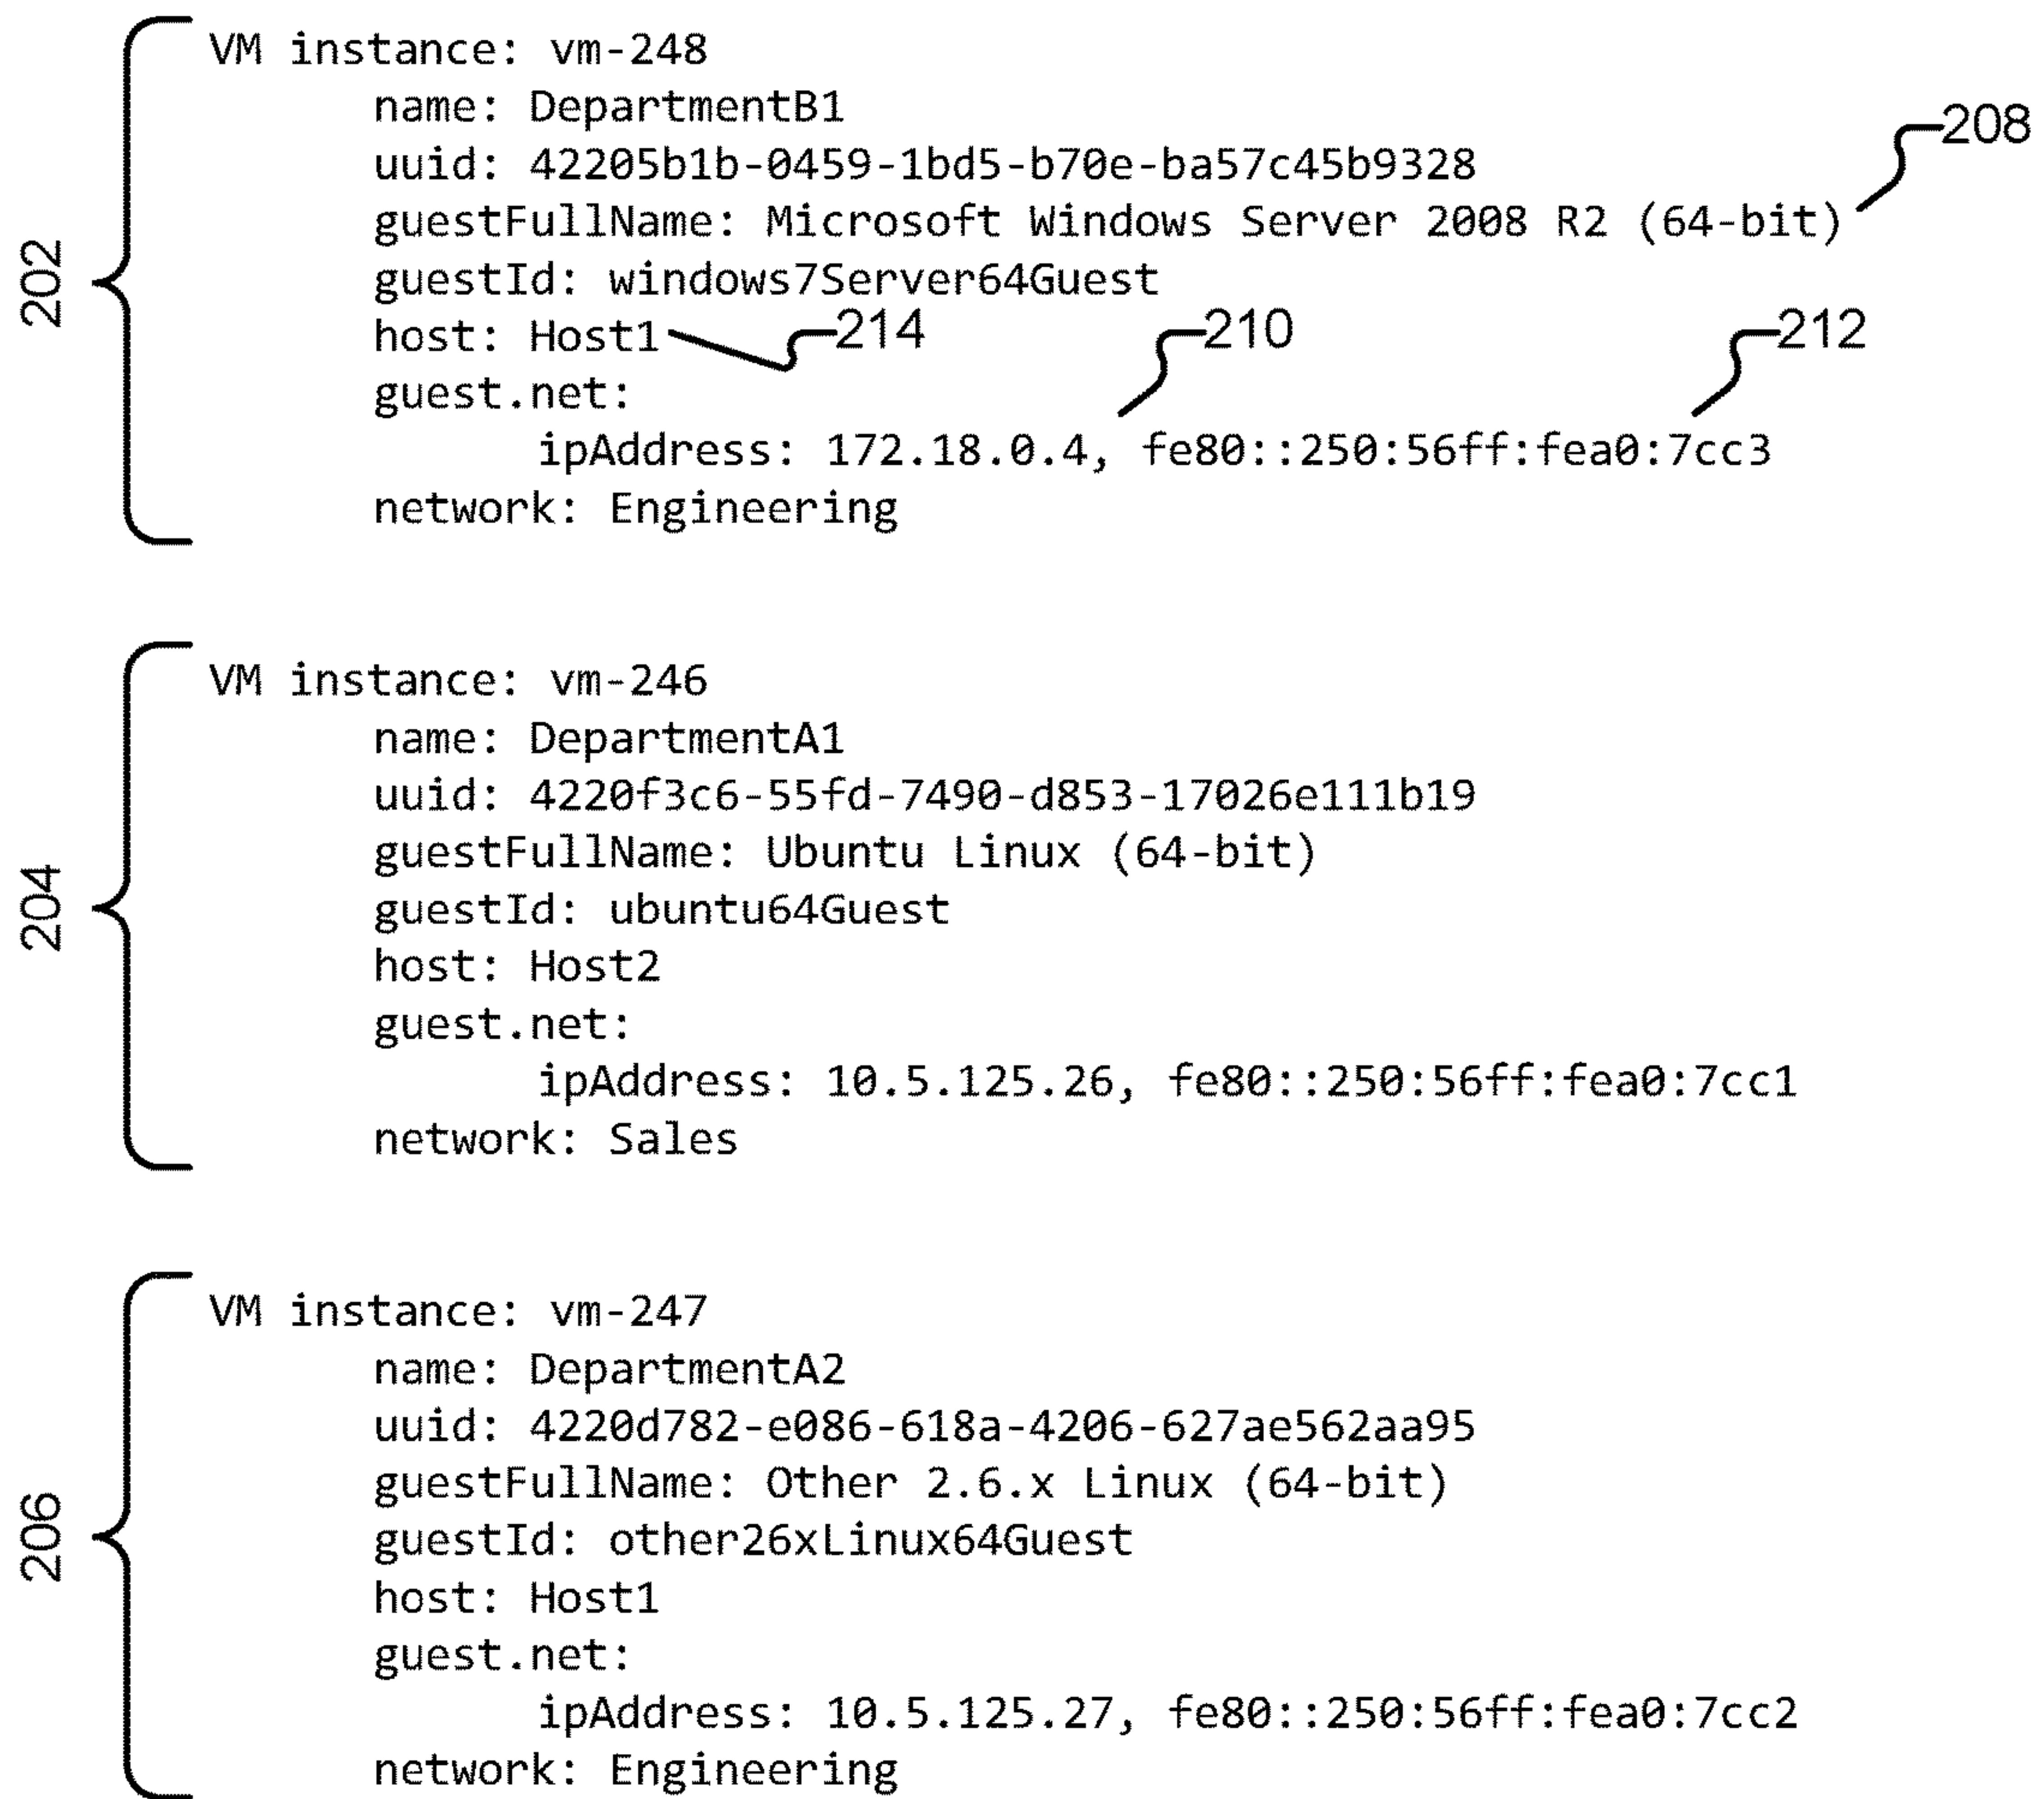 VM instance: vm-248
name: DepartmentB1
208
uuid: 42205b1b-0459-1bd5-b70e-ba57c45b9328
guestFullName: Microsoft Windows Server 2008 R2 (64-bit)
202
guestId: windows7Server64Guest
host: Host1 214 210 212
guest.net:
ipAddress: 172.18.0.4, fe80::250:56ff:fea0:7cc3
network: Engineering
VM instance: vm-246
name: DepartmentA1
uuid: 4220f3c6-55fd-7490-d853-17026e111b19
guestFullName: Ubuntu Linux (64-bit)
204
guestId: ubuntu64Guest
host: Host2
guest.net:
ipAddress: 10.5.125.26, fe80::250:56ff:fea0:7cc1
network: Sales
VM instance: vm-247
name: DepartmentA2
uuid: 4220d782-e086-618a-4206-627ae562aa95
guestFullName: Other 2.6.x Linux (64-bit)
206
guestId: other26xLinux64Guest
host: Host1
guest.net:
ipAddress: 10.5.125.27, fe80::250:56ff:fea0:7cc2
network: Engineering